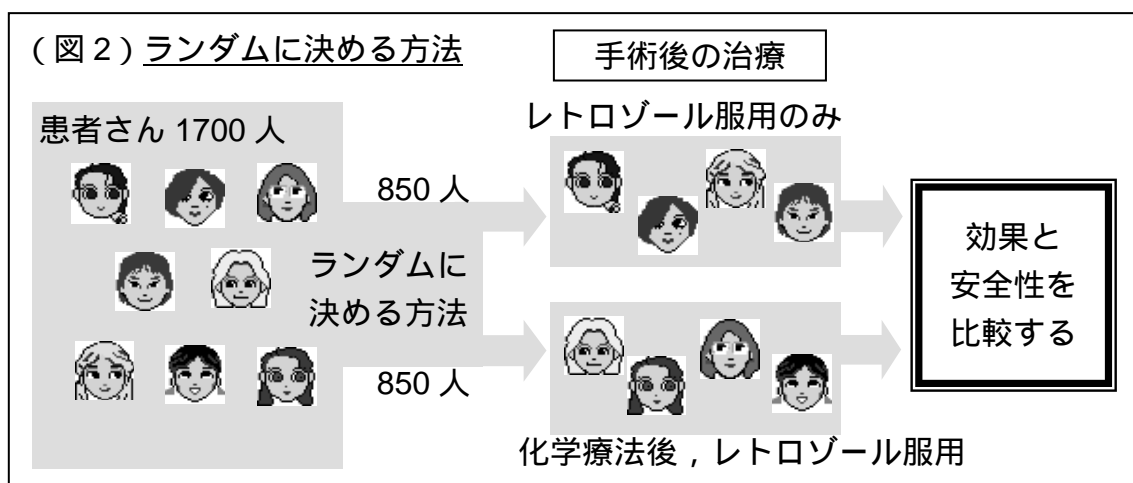 （図2）ランダムに決める方法
手術後の治療
患者さん 1700 人
850 人
ランダムに
決める方法
850 人
レトロゾール服用のみ
化学療法後，レトロゾール服用
効果と
安全性を
比較する